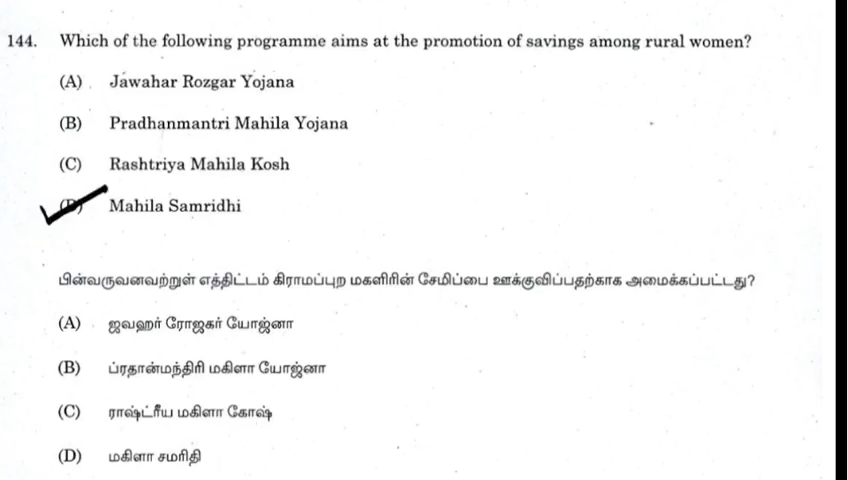 144. Which of the following programme aims at the promotion of savings among rural women?
(A) Jawahar Rozgar Yojana
(B) Pradhanmantri Mahila Yojana
(C) Rashtriya Mahila Kosh
(D) Mahila Samridhi
பின்வருவனவற்றுள் எத்திட்டம் கிராமப்புற மகளிரின் சேமிப்பை ஊக்குவிப்பதற்காக அமைக்கப்பட்டது?
(A) ஜவஹர் ரோஜகர் யோஜ்னா
(B) ப்ரதான்மந்திரி மகிளா யோஜ்னா
(C) ராஷ்ட்ரீய மகிளா கோஷ்
(D) மகிளா சமரிதி